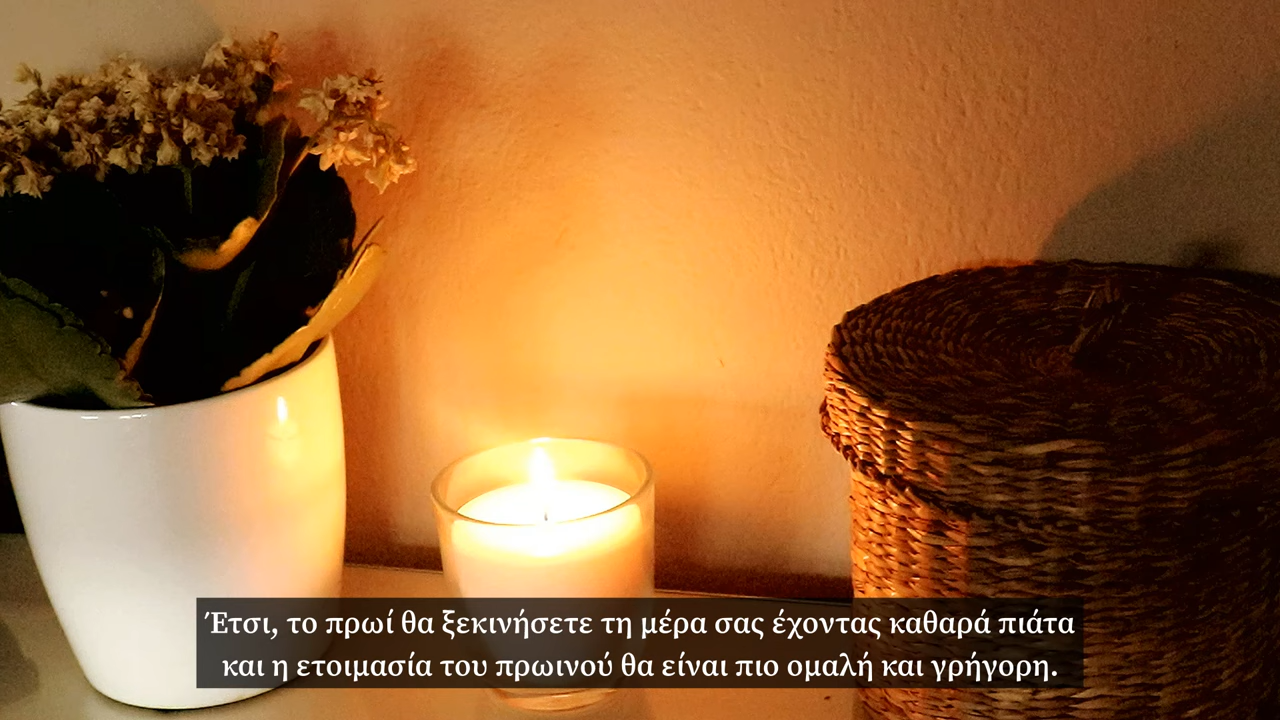 Έτσι, το πρωί θα ξεκινήσετε τη μέρα σας έχοντας καθαρά πιάτα
και η ετοιμασία του πρωινού θα είναι πιο ομαλή και γρήγορη.